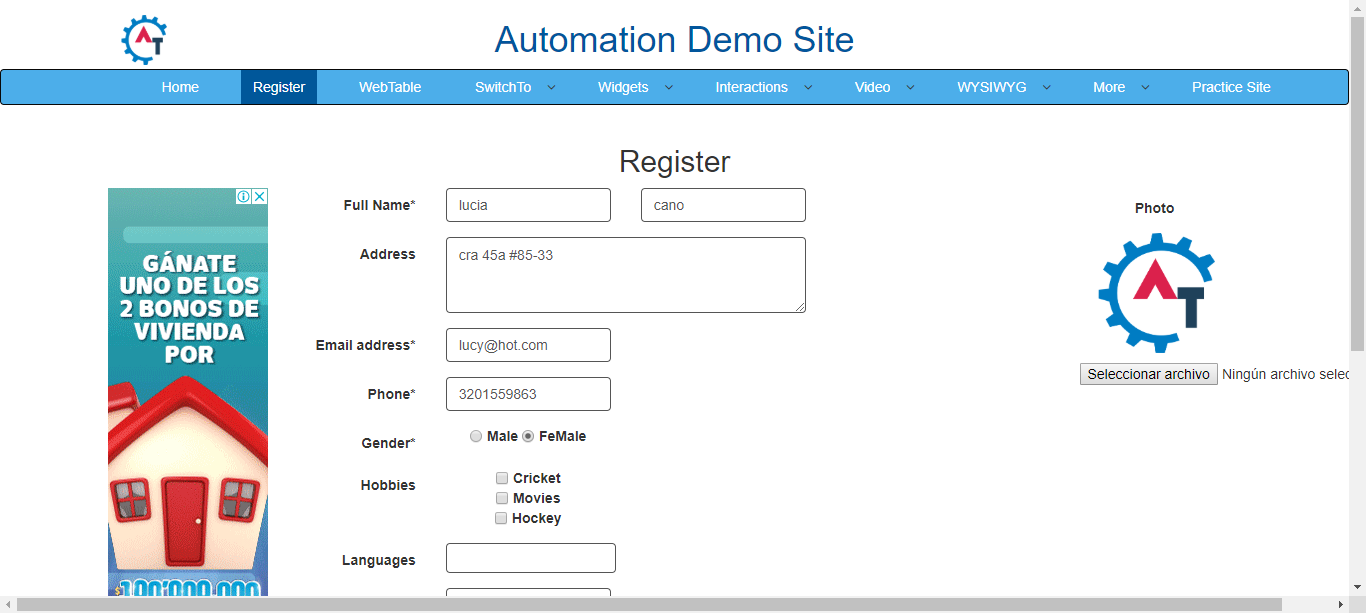 Automation Demo Site
Home Register WebTable SwitchTo Widgets Interactions Video WYSIWYG More Practice Site
Register
GÁNATE
UNO DE LOS
2 BONOS DE
VIVIENDA
POR
$100'000.000
Full Name* lucia cano
Address cra 45a #85-33
Email address* lucy@hot.com
Phone* 3201559863
Gender* Male FeMale
Hobbies Cricket
Movies
Hockey
Languages
Photo
AT
Seleccionar archivo Ningún archivo selec